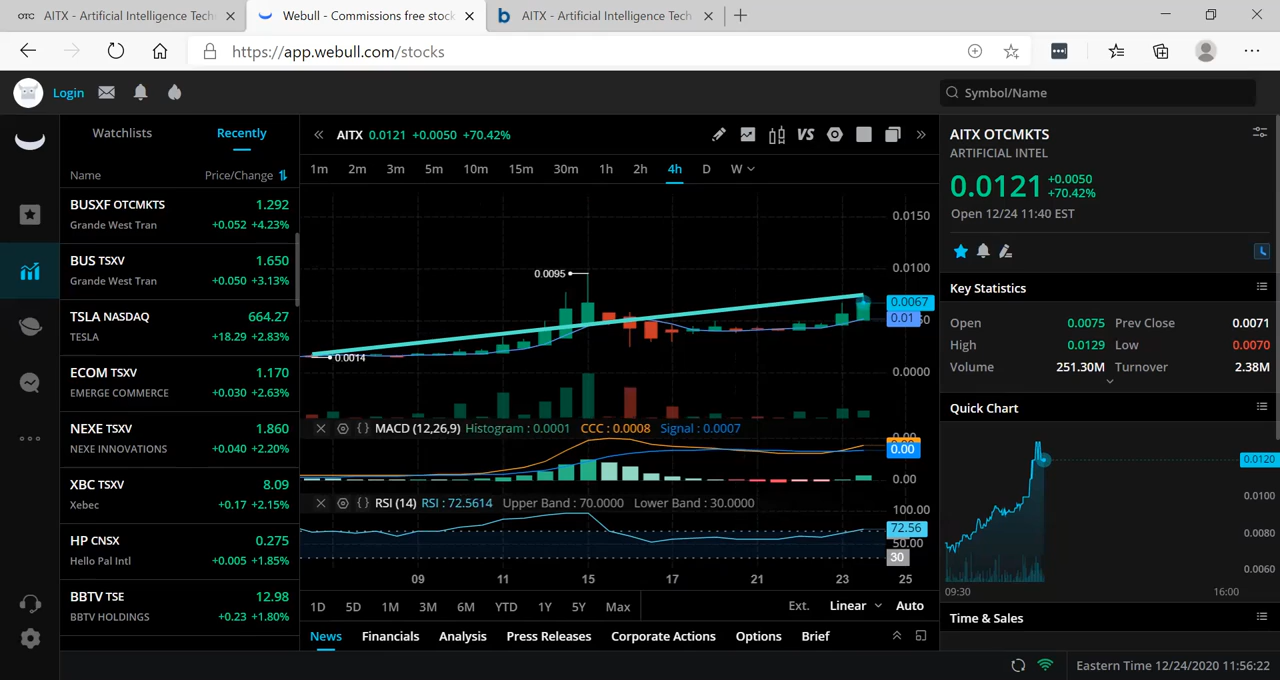 OTC AITX - Artificial Intelligence Tech
Webull - Commissions free stock
b AITX - Artificial Intelligence Tech
https://app.webull.com/stocks
Login
Symbol/Name
Watchlists
Recently
Name
Price/Change
BUSXF OTCMKTS 1.292
Grande West Tran +0.052 +4.23%
BUS TSXV 1.650
Grande West Tran +0.050 +3.13%
TSLA NASDAQ 664.27
TESLA +18.29 +2.83%
ECOM TSXV 1.170
EMERGE COMMERCE +0.030 +2.63%
NEXE TSXV 1.860
NEXE INNOVATIONS +0.040 +2.20%
XBC TSXV 8.09
Xebec +0.17 +2.15%
HP CNSX 0.275
Hello Pal Intl +0.005 +1.85%
BBTV TSE 12.98
BBTV HOLDINGS +0.23 +1.80%
AITX 0.0121 +0.0050 +70.42%
VS
1m 2m 3m 5m 10m 15m 30m 1h 2h 4h D W
0.0150
0.0100
0.0095
0.0067
0.0014
0.0000
MACD (12,26,9) Histogram : 0.0001 CCC : 0.0008 Signal : 0.0007
0.00
0.00
RSI (14) RSI : 72.5614 Upper Band : 70.0000 Lower Band : 30.0000
100.00
72.56
50.00
30
09 11 15 17 21 23 25
1D 5D 1M 3M 6M YTD 1Y 5Y Max
Ext. Linear Auto
News Financials Analysis Press Releases Corporate Actions Options Brief
AITX OTCMKTS
ARTIFICIAL INTEL
0.0121 +0.0050
+70.42%
Open 12/24 11:40 EST
L
Key Statistics
Open 0.0075 Prev Close 0.0071
High 0.0129 Low 0.0070
Volume 251.30M Turnover 2.38M
Quick Chart
0.0120
0.0100
0.0080
0.0060
09:30 16:00
Time & Sales
Eastern Time 12/24/2020 11:56:22